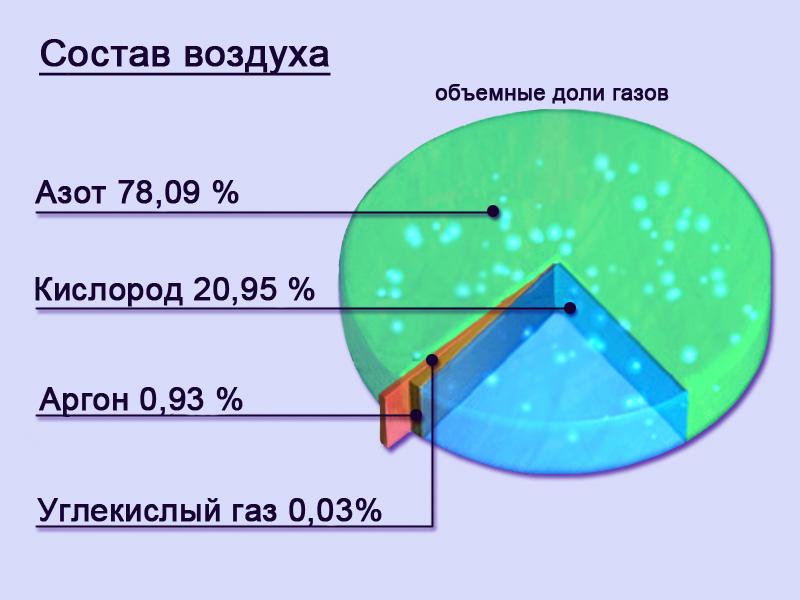 Состав воздуха
объемные доли газов
Азот 78,09 %
Кислород 20,95 %
Аргон 0,93 %
Углекислый газ 0,03%